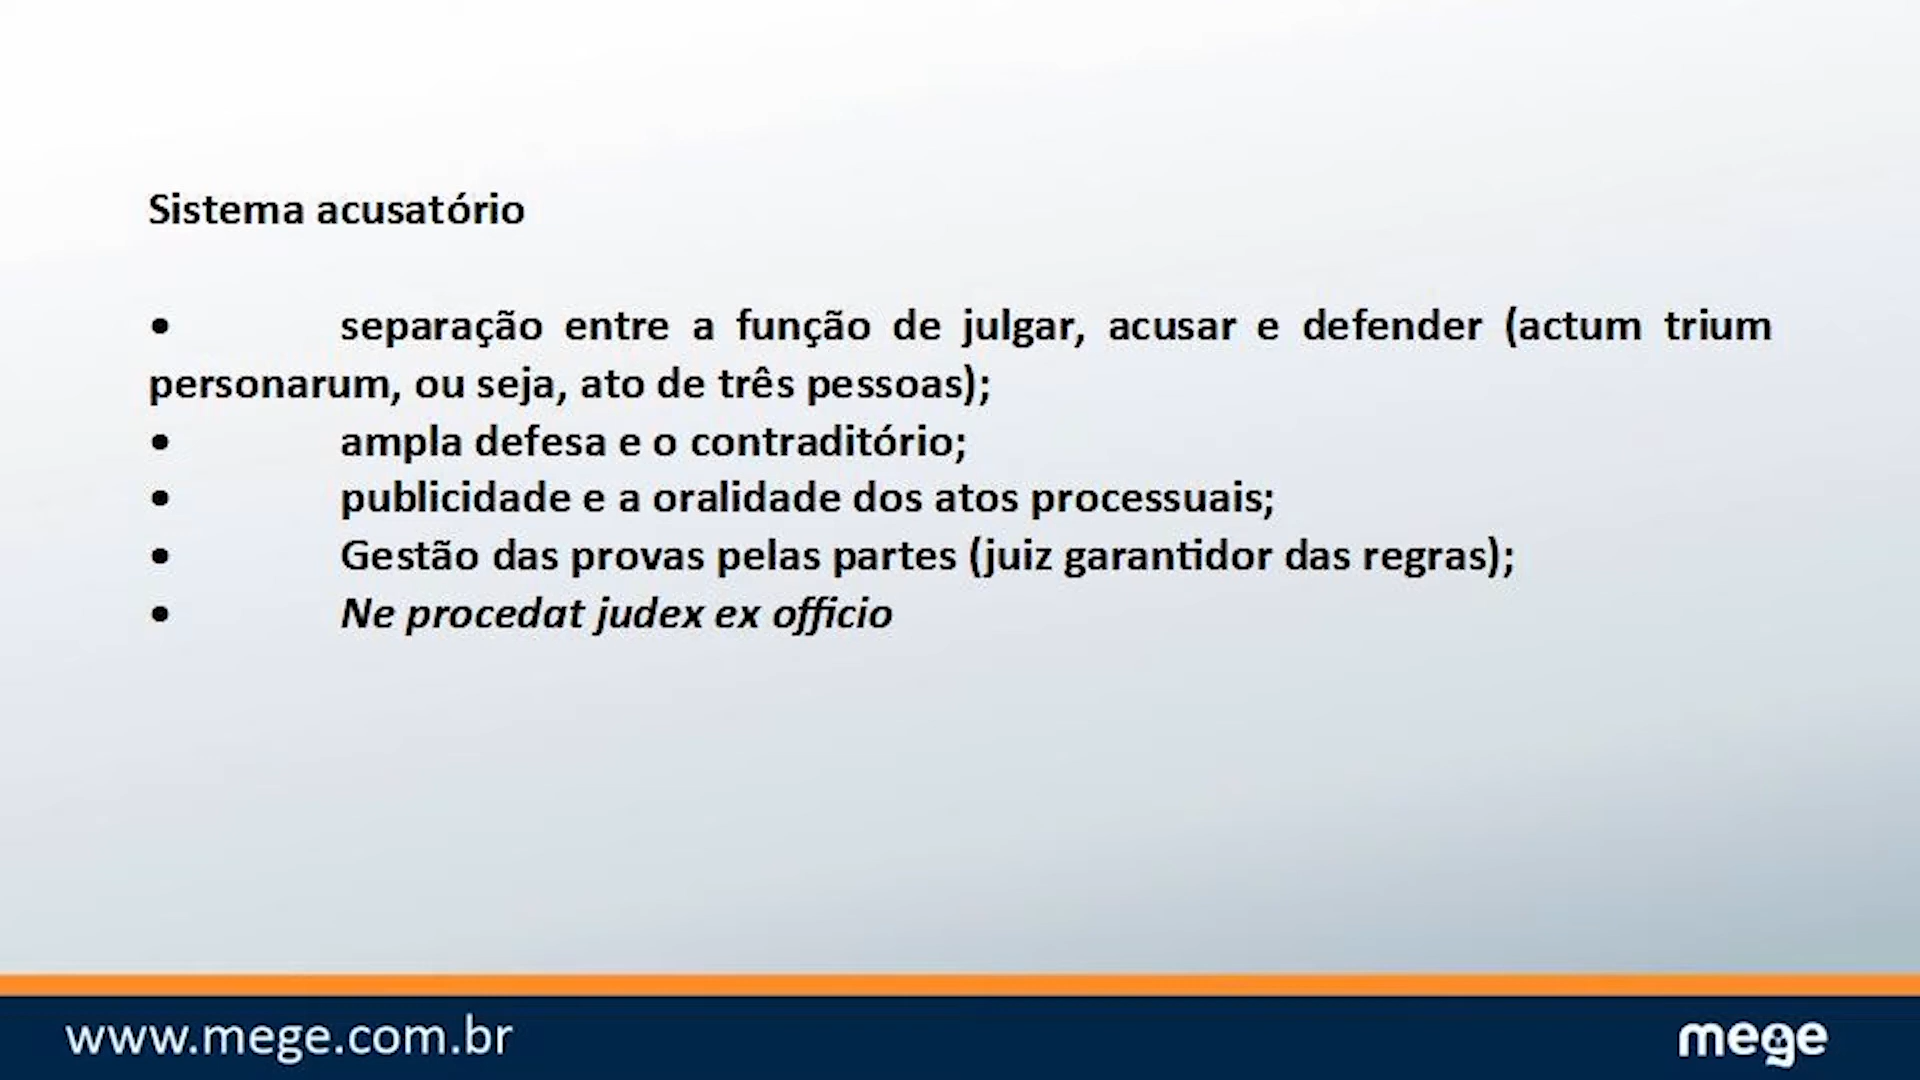 Sistema acusatório
• separação entre a função de julgar, acusar e defender (actum trium
personarum, ou seja, ato de três pessoas);
• ampla defesa e o contraditório;
• publicidade e a oralidade dos atos processuais;
• Gestão das provas pelas partes (juiz garantidor das regras);
• Ne procedat judex ex officio
www.mege.com.br
mege